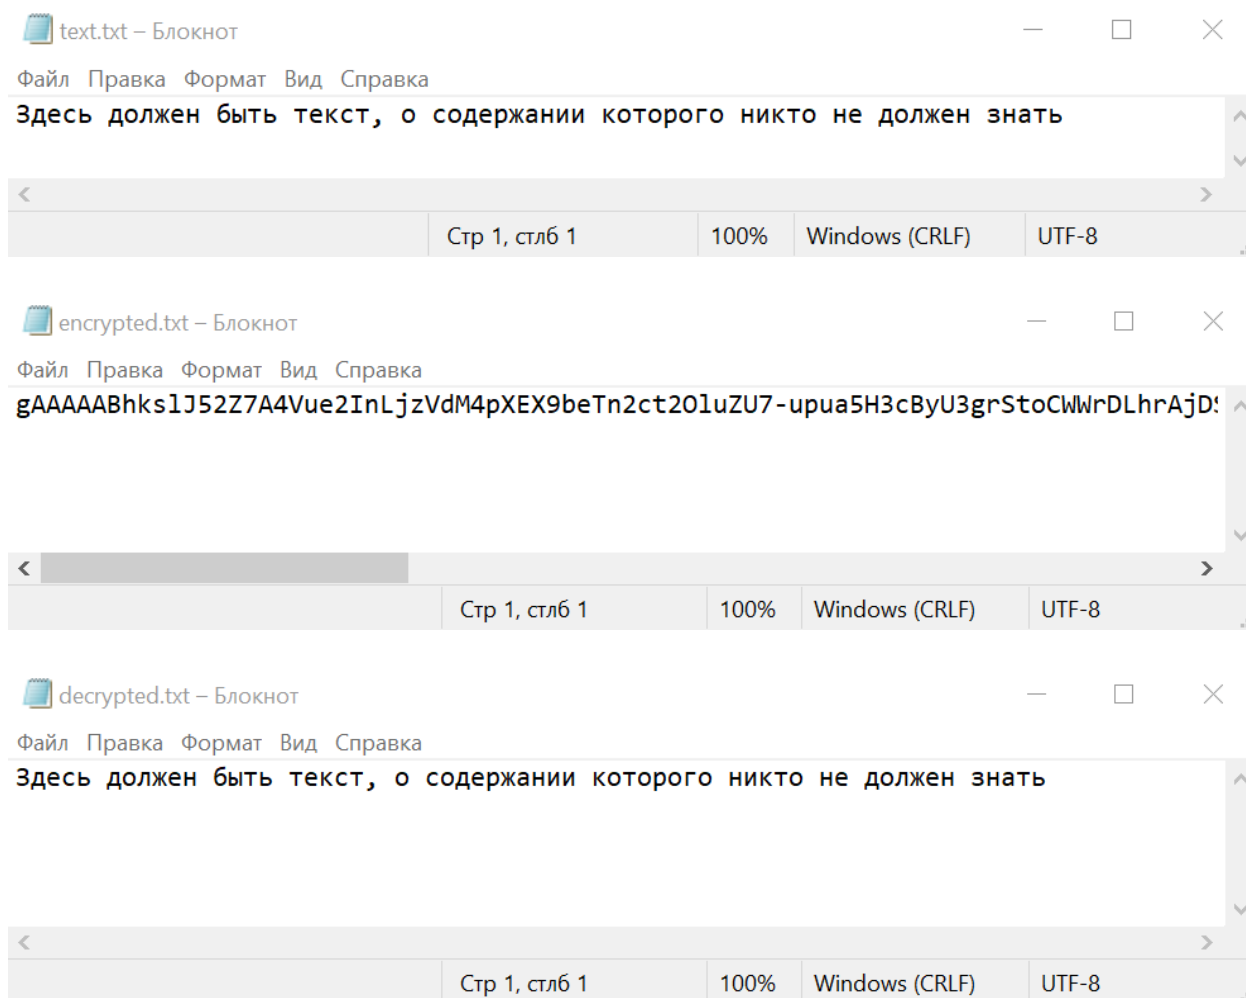 text.txt – Блокнот
Файл Правка Формат Вид Справка
Здесь должен быть текст, о содержании которого никто не должен знать
Стр 1, стлб 1 100% Windows (CRLF) UTF-8
encrypted.txt – Блокнот
Файл Правка Формат Вид Справка
gAAAAABhkslJ52Z7A4Vue2InLjzVdM4pXEX9beTn2ct2OluZU7-upua5H3cByU3grStoCWWrDLhrAjD
Стр 1, стлб 1 100% Windows (CRLF) UTF-8
decrypted.txt – Блокнот
Файл Правка Формат Вид Справка
Здесь должен быть текст, о содержании которого никто не должен знать
Стр 1, стлб 1 100% Windows (CRLF) UTF-8